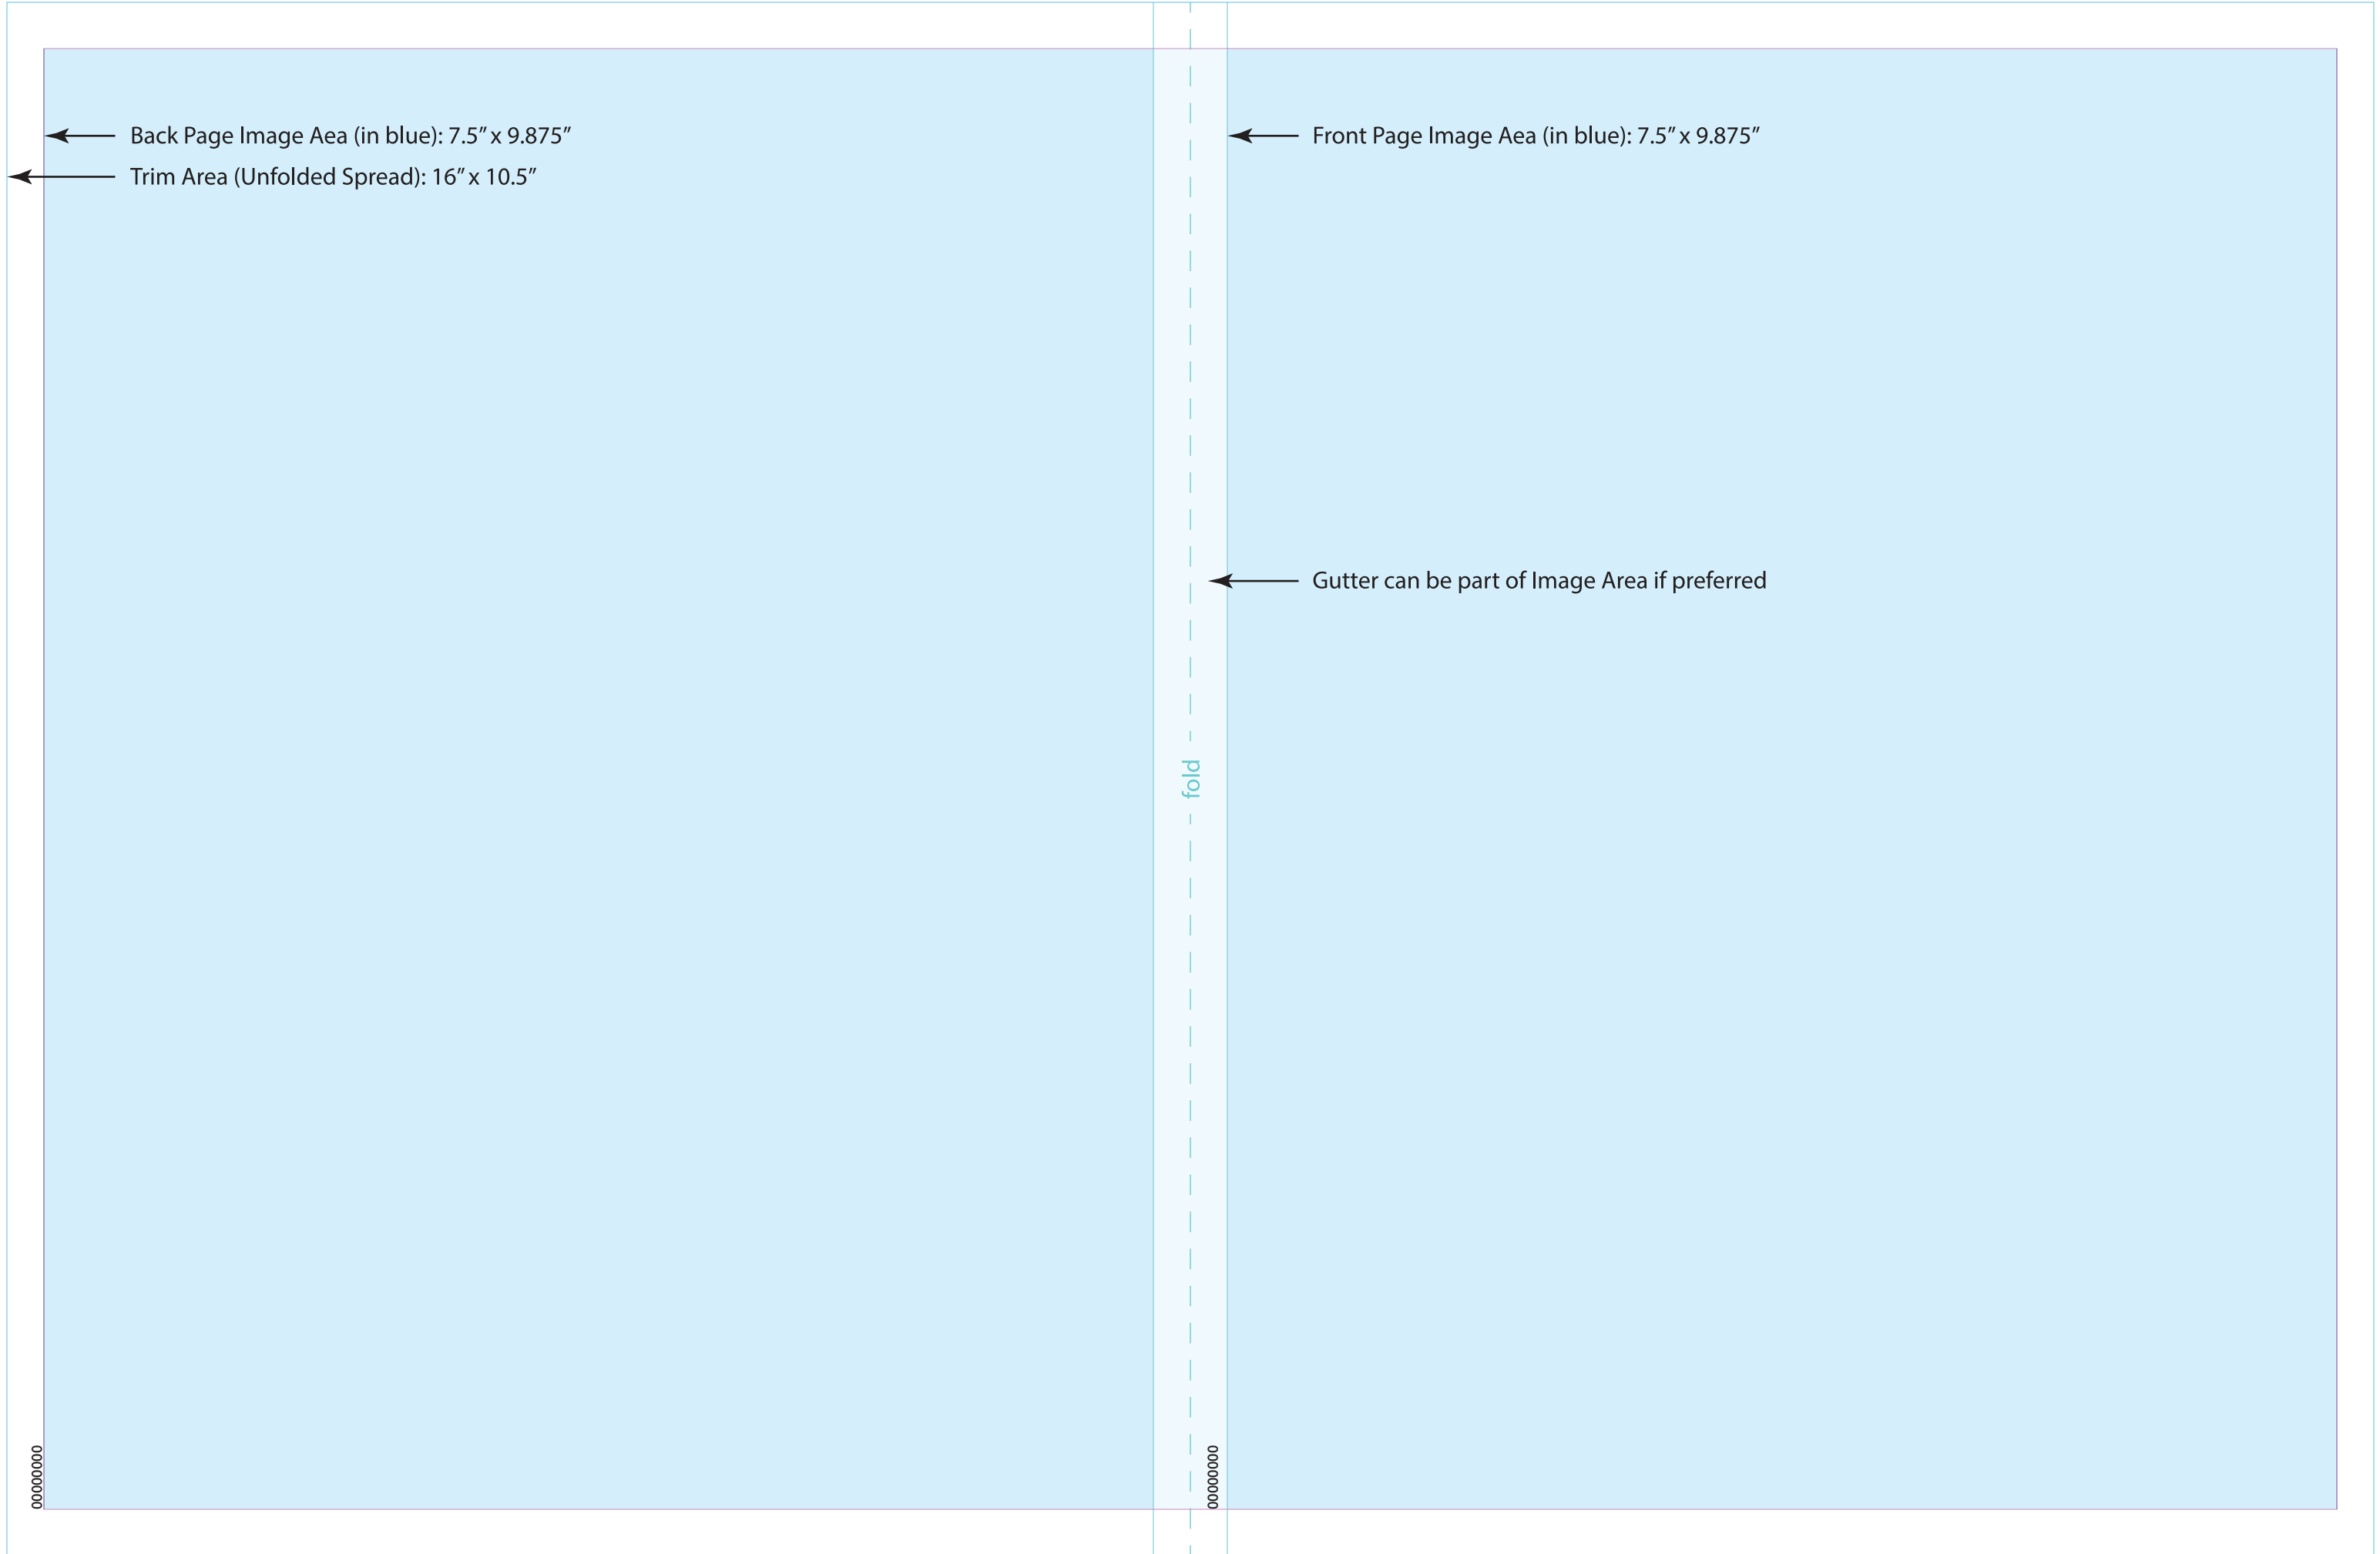 Back Page Image Aea (in blue): 7.5” x 9.875”
Trim Area (Unfolded Spread): 16” x 10.5”
Front Page Image Aea (in blue): 7.5” x 9.875”
Gutter can be part of Image Area if preferred
fold
00000000
00000000